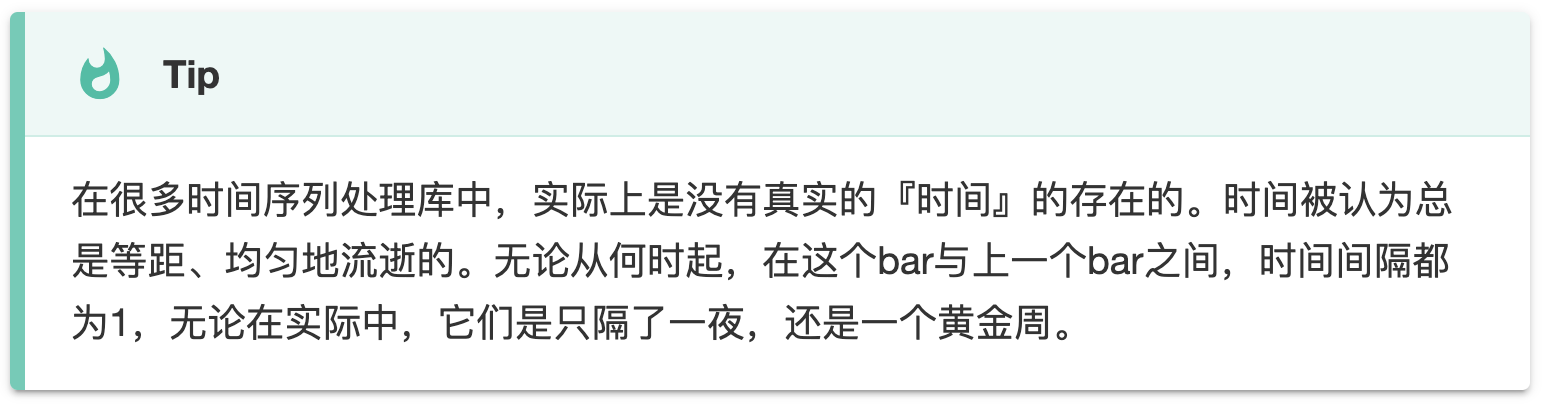 Tip
在很多时间序列处理库中，实际上是没有真实的『时间』的存在的。时间被认为总
是等距、均匀地流逝的。无论从何时起，在这个bar与上一个bar之间，时间间隔都
为1，无论在实际中，它们是只隔了一夜，还是一个黄金周。